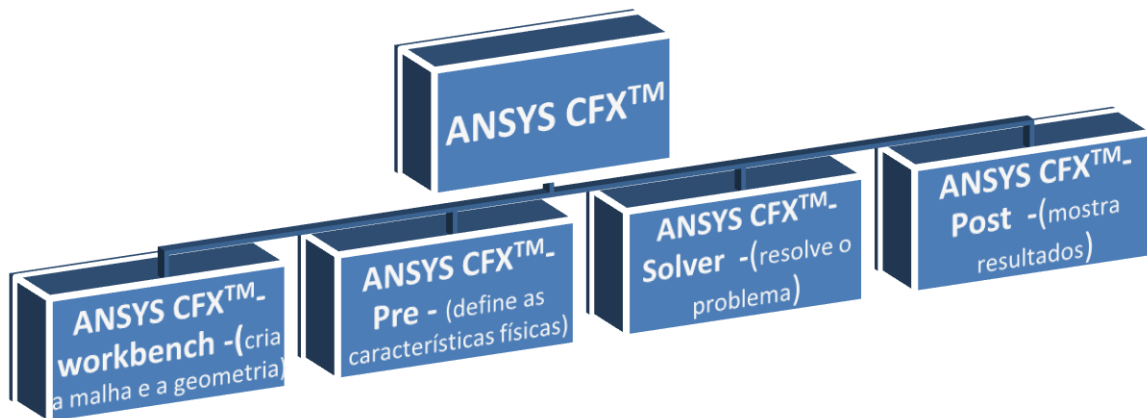 ANSYS CFX™
ANSYS CFX™-
workbench -(cria
a malha e a geometria)
ANSYS CFX™-
Pre - (define as
características físicas)
ANSYS CFX™-
Solver -(resolve o
problema)
ANSYS CFX™-
Post -(mostra
resultados)